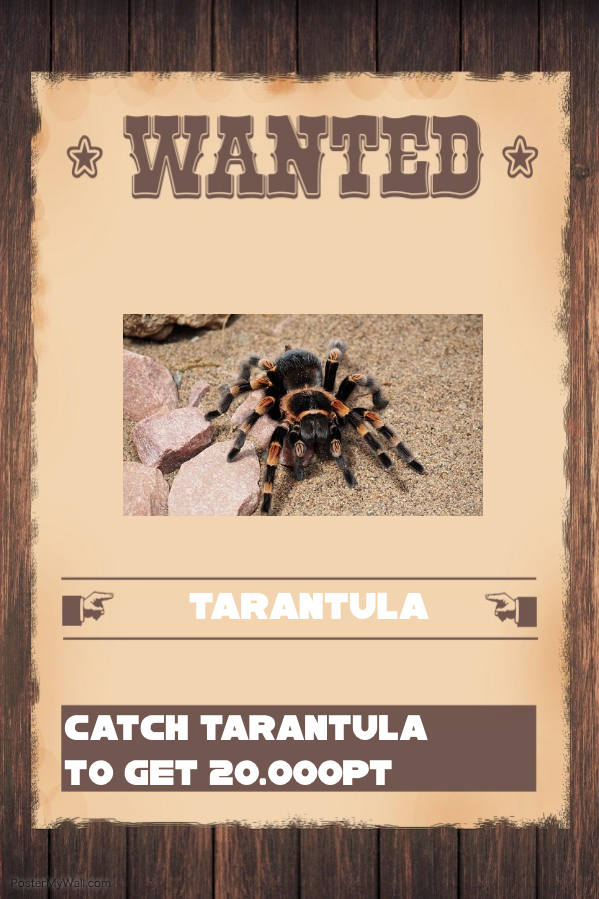 WANTED
TARANTULA
CATCH TARANTULA
TO GET 20.000PT
PosterMyWall.com